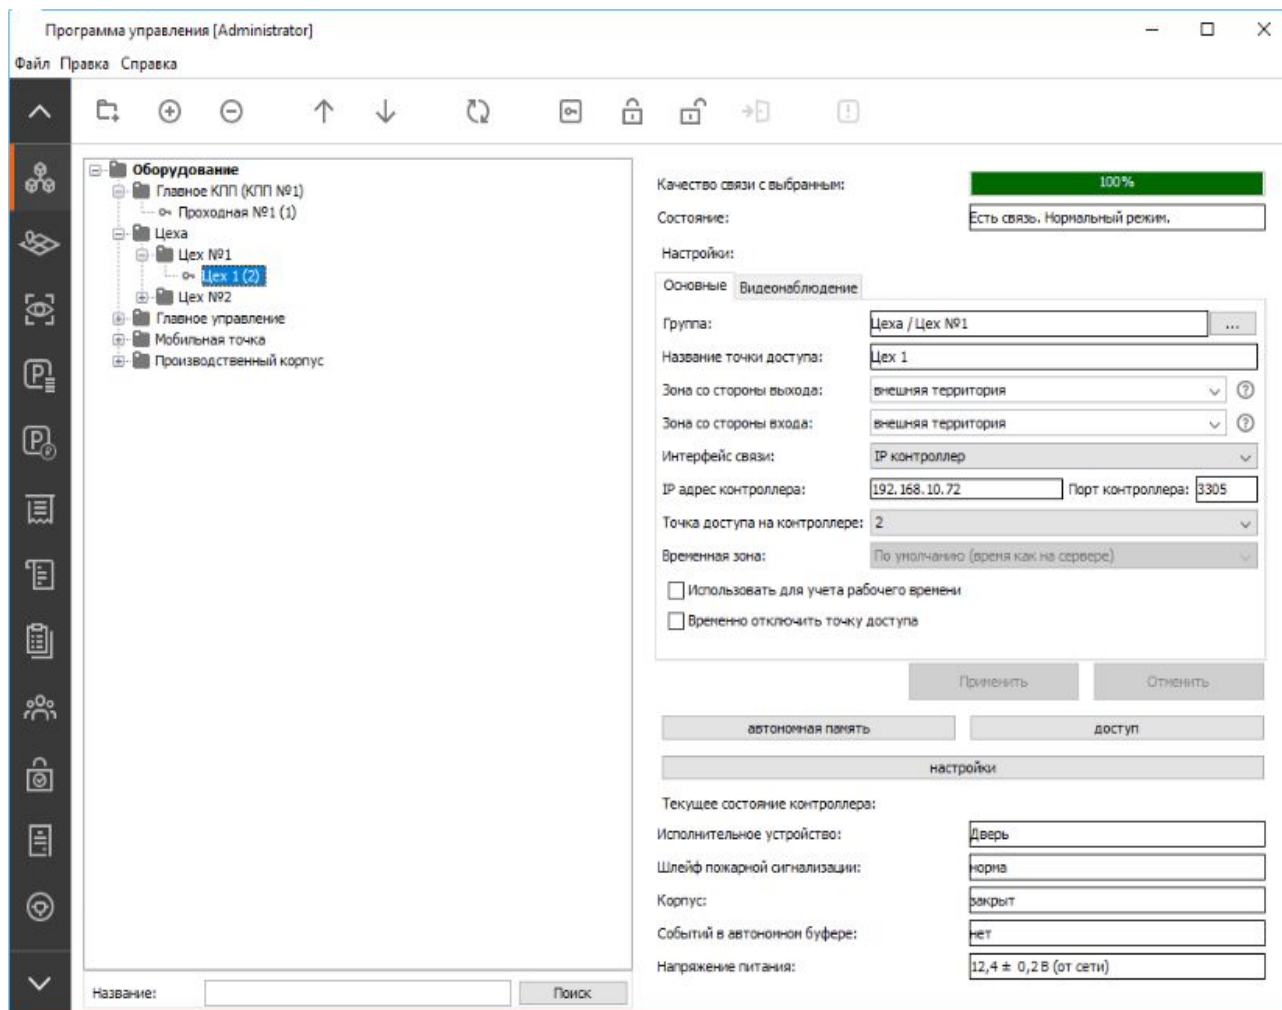 Программа управления [Administrator]
Файл Правка Справка
Оборудование
Главное КПП (КПП №1)
Проходная №1 (1)
Цеха
Цех №1
Цех 1 (2)
Цех №2
Главное управление
Мобильная точка
Производственный корпус
Название:
Поиск
Качество связи с выбранным: 100%
Состояние: Есть связь. Нормальный режим.
Настройки:
Основные Видеонаблюдение
Группа: Цеха / Цех №1 ...
Название точки доступа: Цех 1
Зона со стороны выхода: внешняя территория
Зона со стороны входа: внешняя территория
Интерфейс связи: IP контроллер
IP адрес контроллера: 192.168.10.72 Порт контроллера: 3305
Точка доступа на контроллере: 2
Временная зона: По умолчанию (время как на сервере)
Использовать для учета рабочего времени
Временно отключить точку доступа
Применить Отменить
автономная память доступ
настройки
Текущее состояние контроллера:
Исполнительное устройство: Дверь
Шлейф пожарной сигнализации: норма
Корпус: закрыт
Событий в автономном буфере: нет
Напряжение питания: 12,4 ± 0,2 В (от сети)